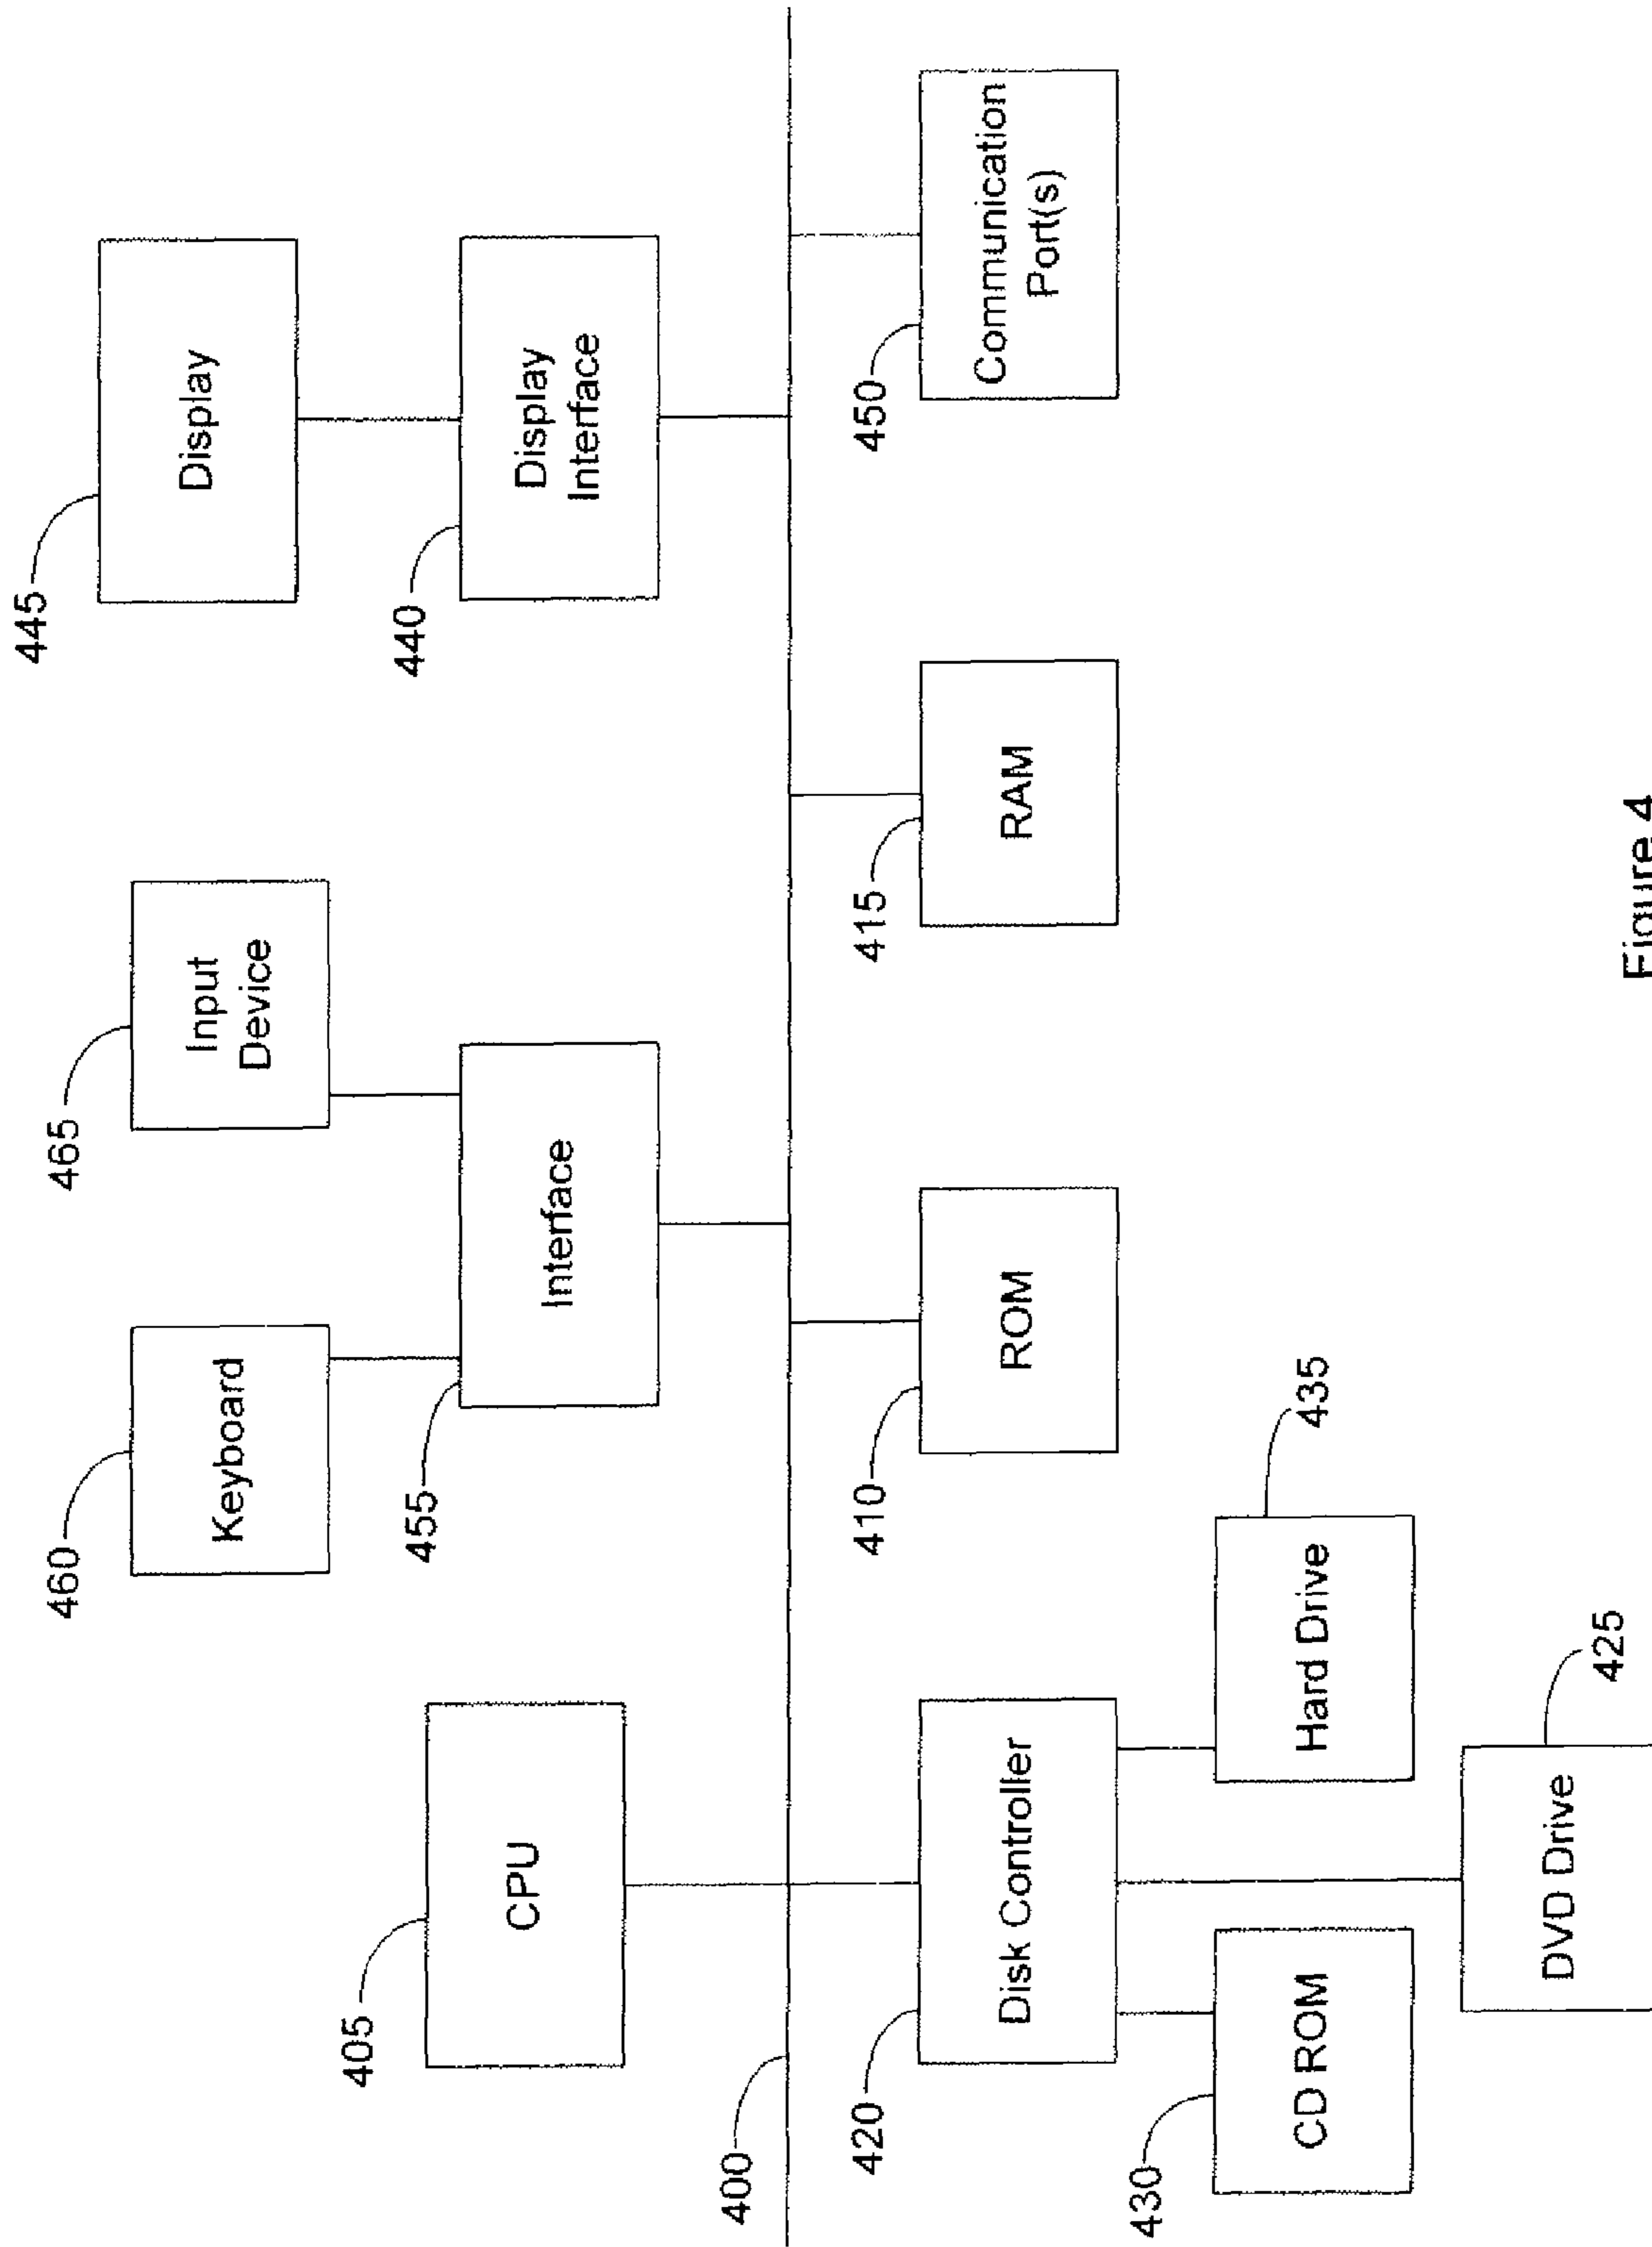 445
Display
440
Display
Interface
465
Input
Device
460
Keyboard
455
Interface
405
CPU
400
450
Communication
Port(s)
415
RAM
410
ROM
420
Disk Controller
435
Hard Drive
430
CD ROM
425
DVD Drive
Figure 4